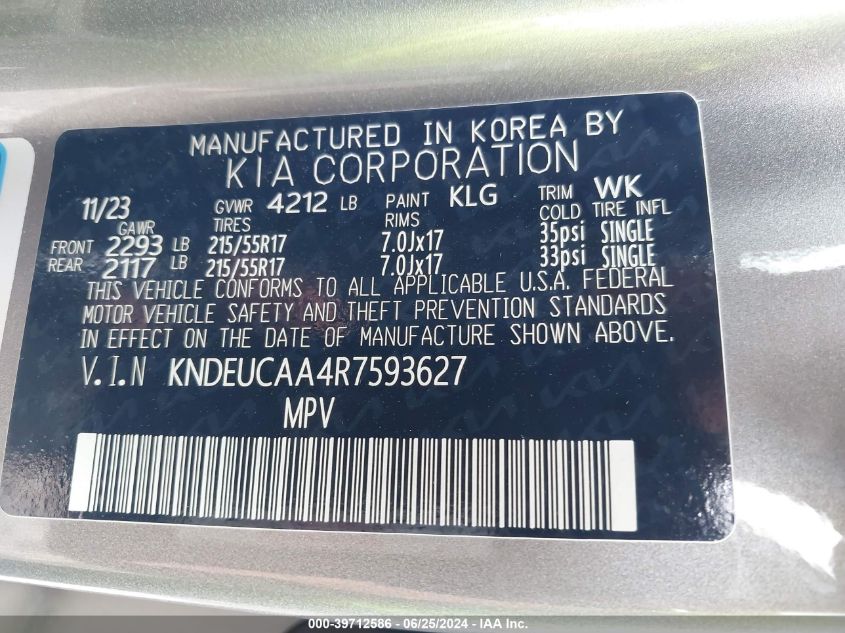 MANUFACTURED IN KOREA BY
KIA CORPORATION
11/23 GVWR 4212 LB PAINT KLG TRIM WK
GAWR TIRES RIMS COLD TIRE INFL
FRONT 2293 LB 215/55R17 7.0Jx17 35psi SINGLE
REAR 2117 LB 215/55R17 7.0Jx17 33psi SINGLE
THIS VEHICLE CONFORMS TO ALL APPLICABLE U.S.A. FEDERAL
MOTOR VEHICLE SAFETY AND THEFT PREVENTION STANDARDS
IN EFFECT ON THE DATE OF MANUFACTURE SHOWN ABOVE.
V.I.N KNDEUCAA4R7593627
MPV
000-39712586 - 06/25/2024 - IAA Inc.